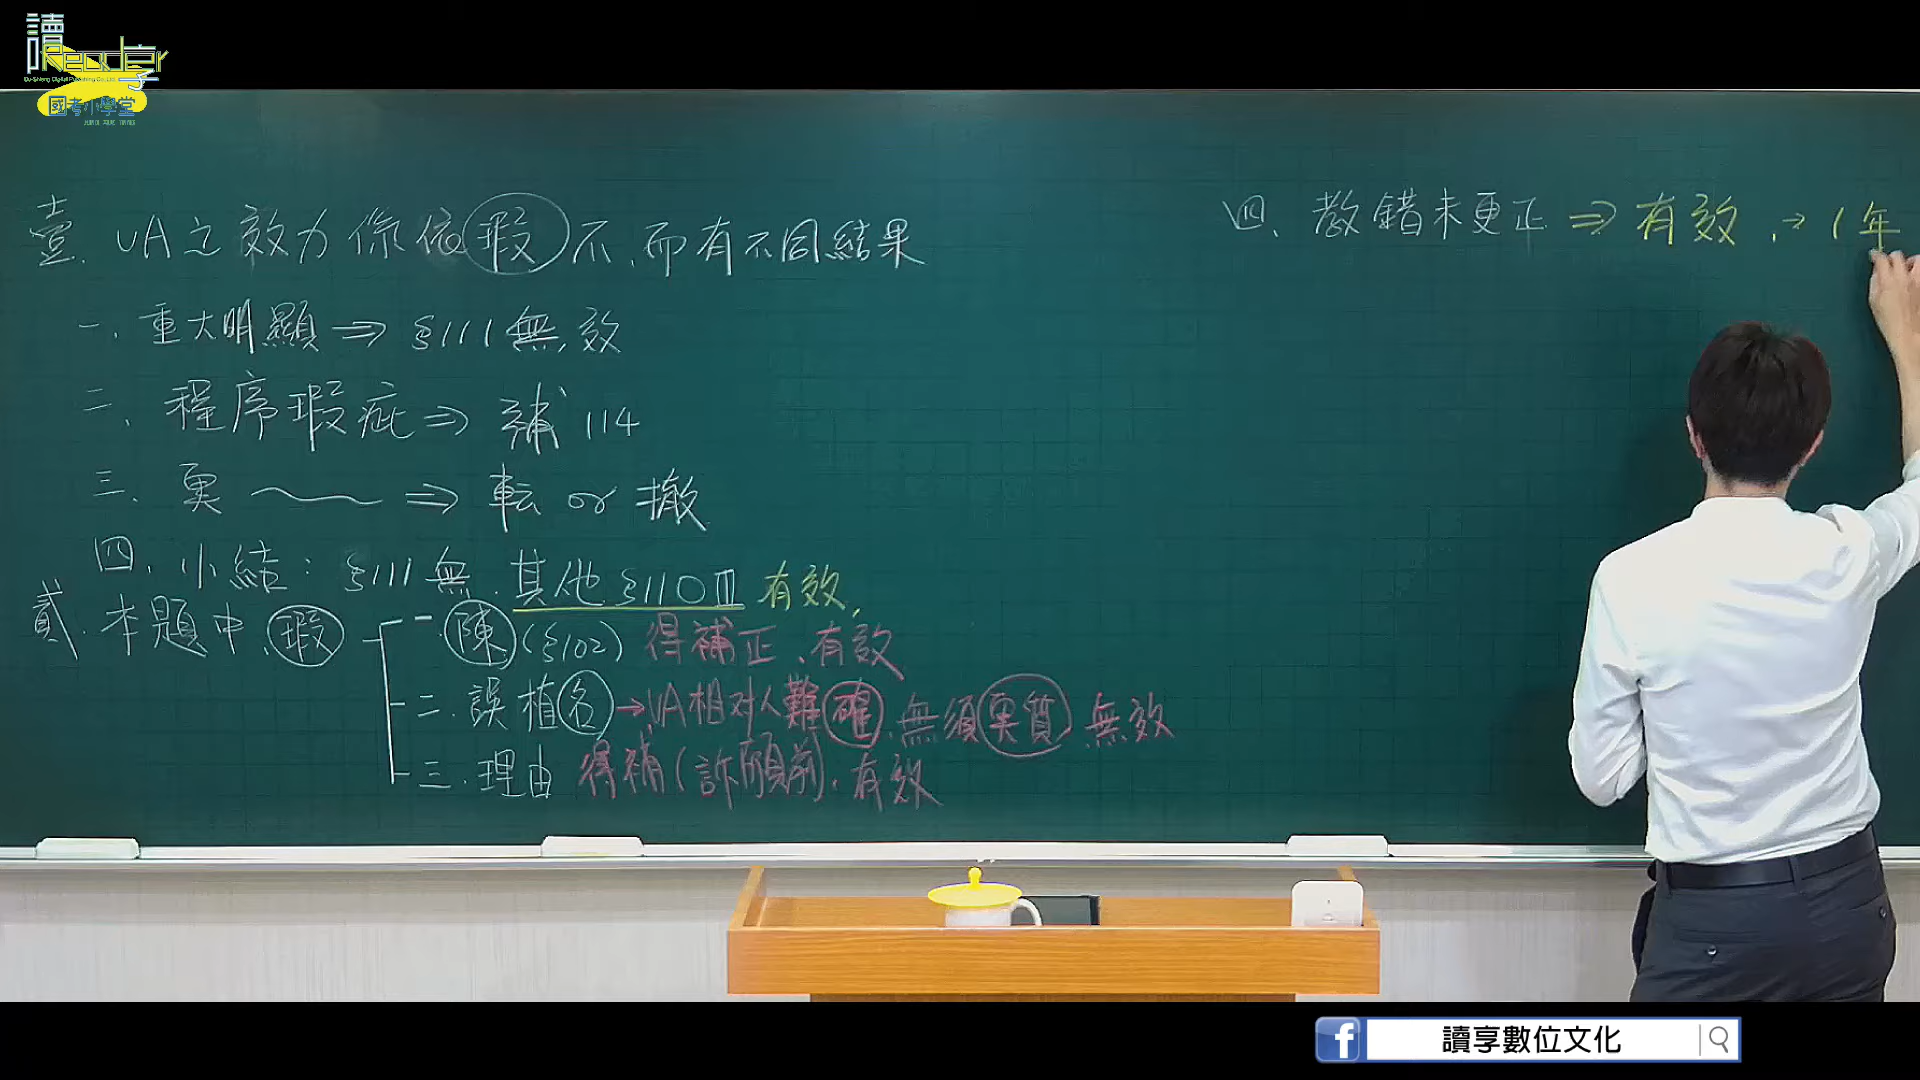 讀享
Reader
國考小學堂
壹. VA之效力係依瑕不,而有不同結果
一. 重大明顯 ⇒ §111無效
二. 程序瑕疵 ⇒ 補 114
三. 実 ⇒ 転 or 撤
四. 小結: §111無. 其他§110Ⅲ有效,
貳. 本題中,瑕
一. 陳(§102) 得補正、有效
二. 誤植名→VA相对人難確. 無須実質 無效
三. 理由 得補(訴願前). 有效
四. 教錯未更正 ⇒ 有效 . → 1年
讀享數位文化